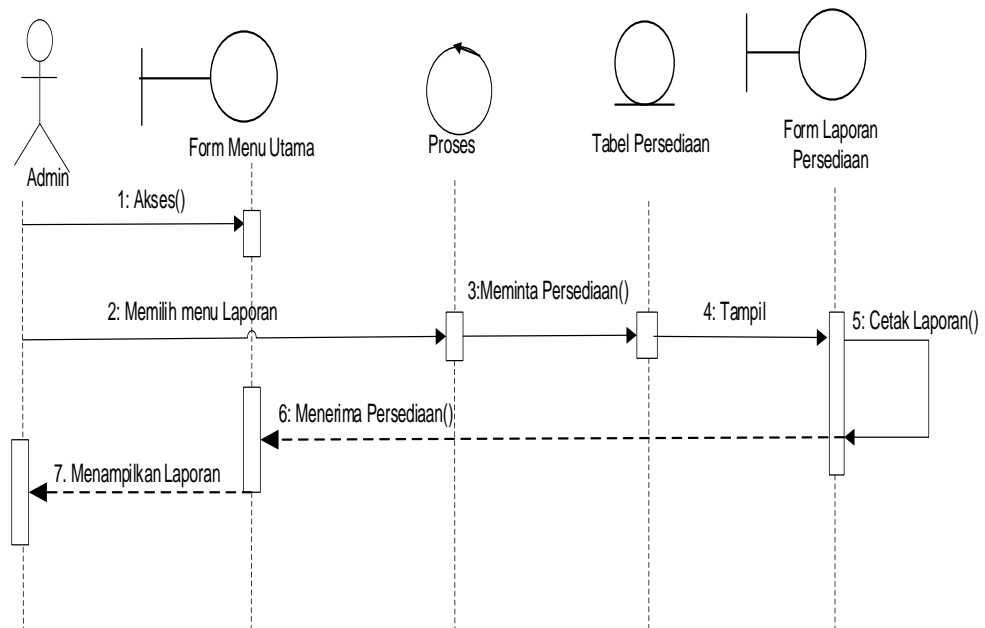 Admin
Form Menu Utama
Proses
Tabel Persediaan
Form Laporan
Persediaan
1: Akses()
2: Memilih menu Laporan
3:Meminta Persediaan()
4: Tampil
5: Cetak Laporan()
6: Menerima Persediaan()
7. Menampilkan Laporan